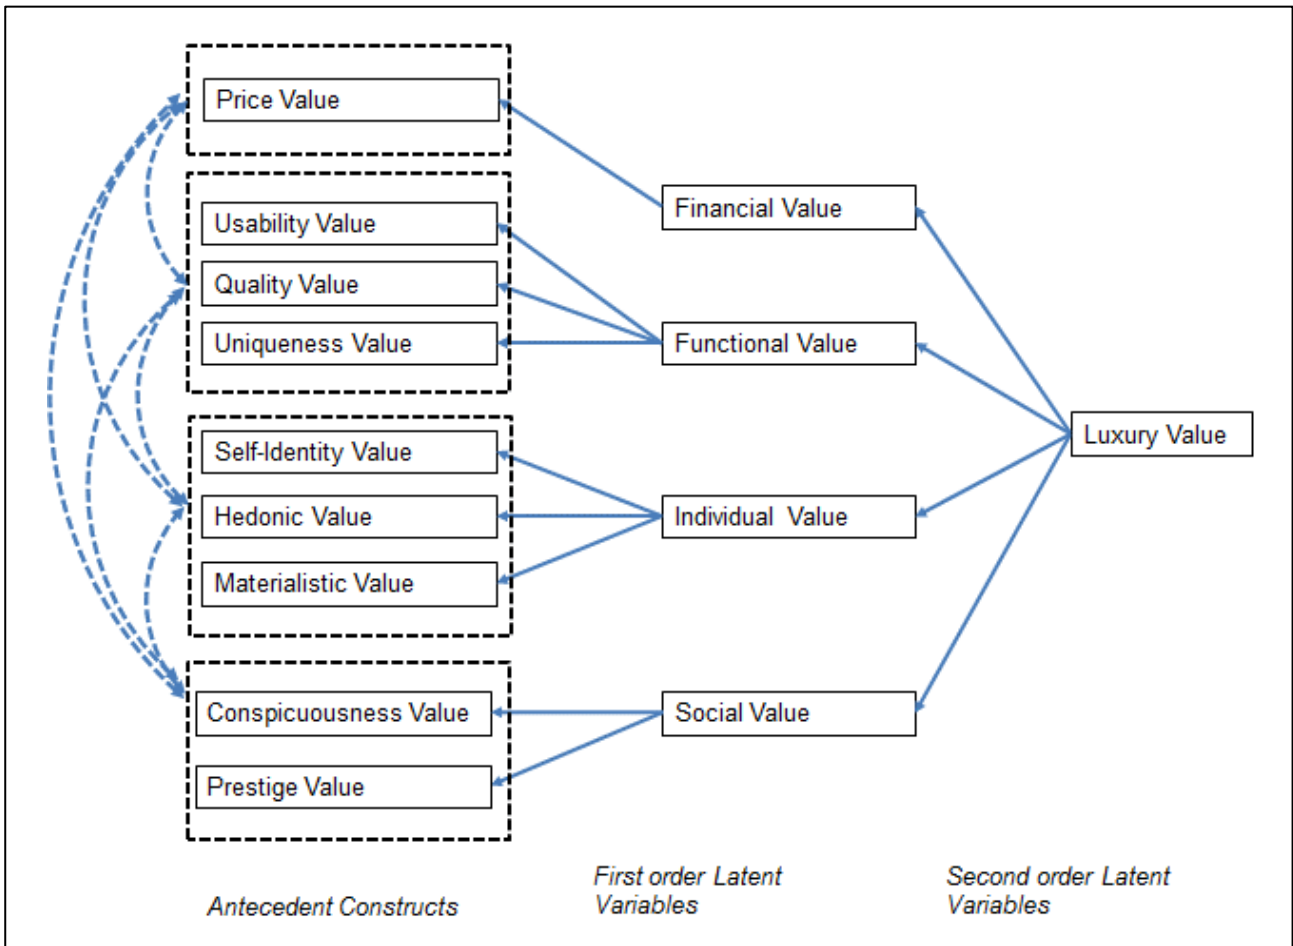 Price Value
Usability Value
Quality Value
Uniqueness Value
Self-Identity Value
Hedonic Value
Materialistic Value
Conspicuousness Value
Prestige Value
Financial Value
Functional Value
Individual Value
Social Value
Luxury Value
Antecedent Constructs
First order Latent
Variables
Second order Latent
Variables